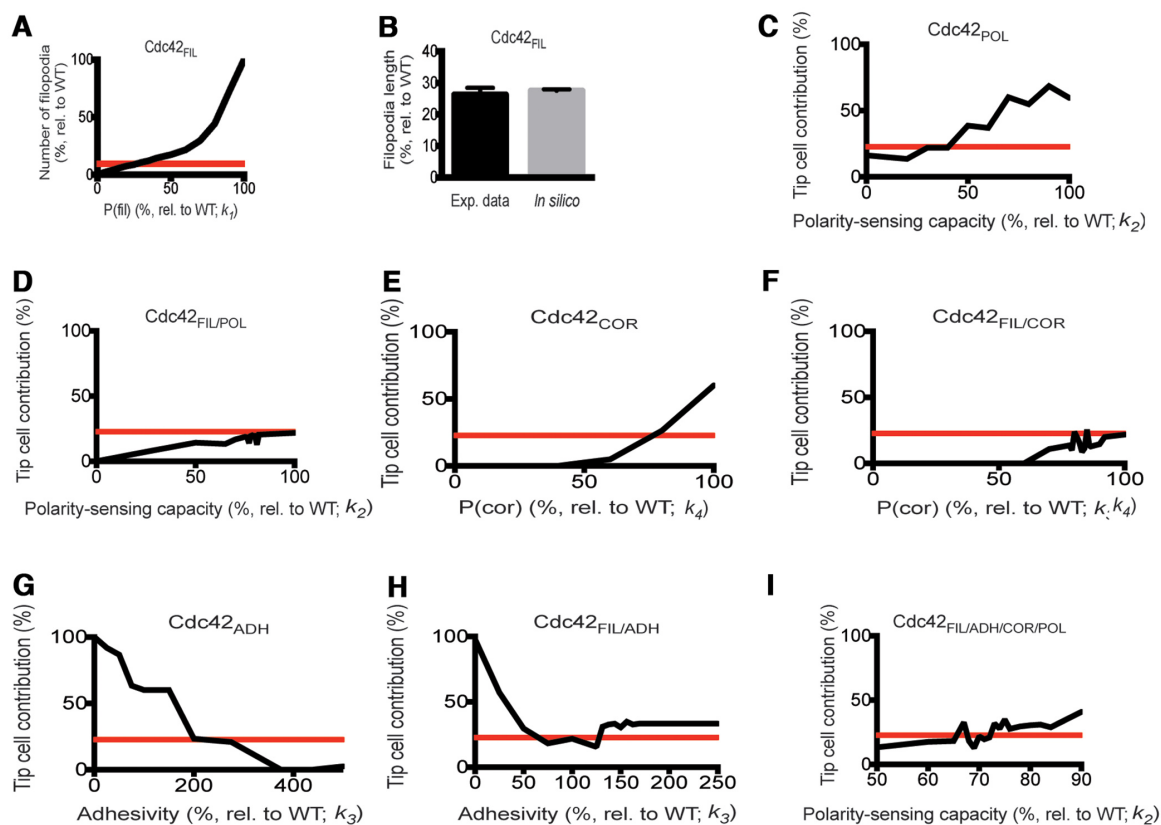 A
Cdc42FIL
Number of filopodia
(%, rel. to WT)
100
50
0
0 50 100
P(fil) (%, rel. to WT; k1)
B
Cdc42FIL
Filopodia length
(%, rel. to WT)
40
30
20
10
0
Exp. data In silico
C
Cdc42POL
Tip cell contribution (%)
100
50
0
0 50 100
Polarity-sensing capacity (%, rel. to WT; k2)
D
Cdc42FIL/POL
Tip cell contribution (%)
100
50
0
0 50 100
Polarity-sensing capacity (%, rel. to WT; k2)
E
Cdc42COR
Tip cell contribution (%)
100
50
0
0 50 100
P(cor) (%, rel. to WT; k4)
F
Cdc42FIL/COR
Tip cell contribution (%)
100
50
0
0 50 100
P(cor) (%, rel. to WT; k4)
G
Cdc42ADH
Tip cell contribution (%)
100
50
0
0 200 400
Adhesivity (%, rel. to WT; k3)
H
Cdc42FIL/ADH
Tip cell contribution (%)
100
50
0
0 50 100 150 200 250
Adhesivity (%, rel. to WT; k3)
I
Cdc42FIL/ADH/COR/POL
Tip cell contribution (%)
100
50
0
50 60 70 80 90
Polarity-sensing capacity (%, rel. to WT; k2)